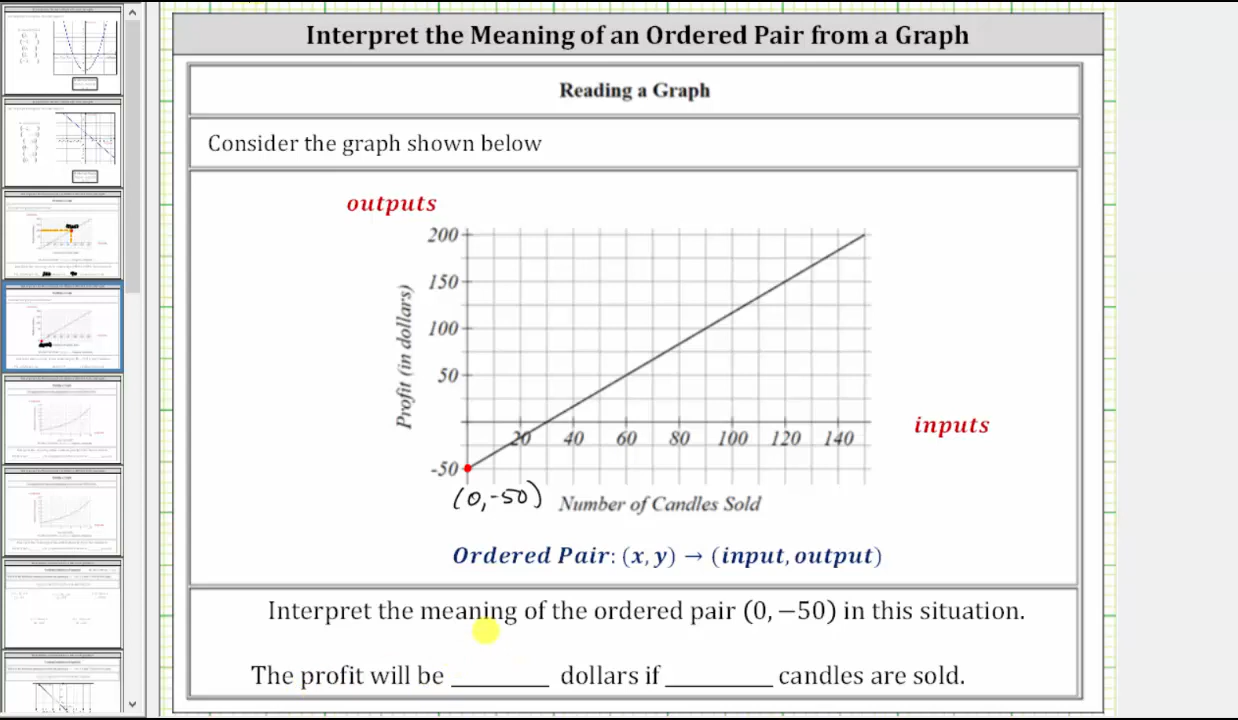 Interpret the Meaning of an Ordered Pair from a Graph
Reading a Graph
Consider the graph shown below
outputs
200
150
100
50
-50
Profit (in dollars)
20 40 60 80 100 120 140
inputs
(0,-50)
Number of Candles Sold
Ordered Pair: (x, y) → (input, output)
Interpret the meaning of the ordered pair (0, −50) in this situation.
The profit will be ________ dollars if _________ candles are sold.